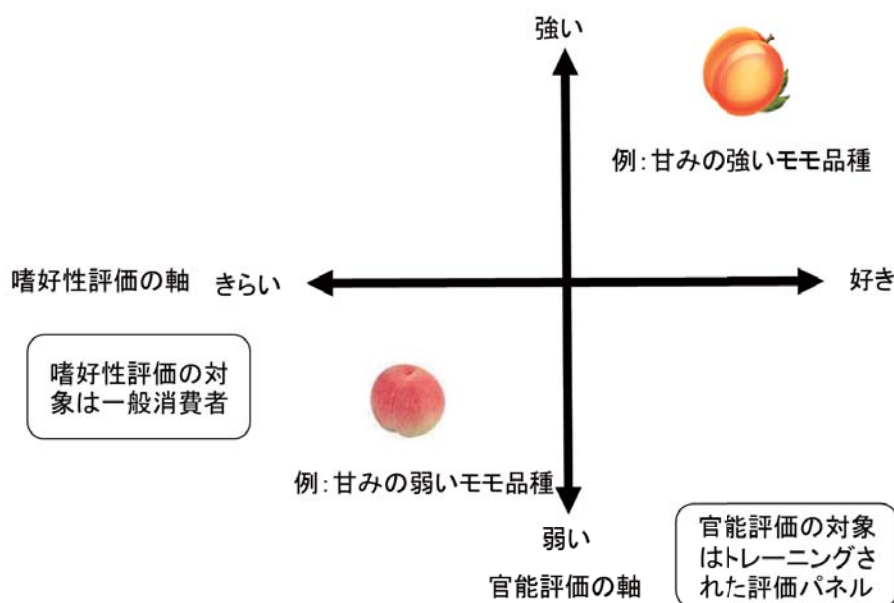 強い
例：甘みの強いモモ品種
嗜好性評価の軸 きらい
好き
嗜好性評価の対
象は一般消費者
例：甘みの弱いモモ品種
弱い
官能評価の軸
官能評価の対象
はトレーニングさ
れた評価パネル